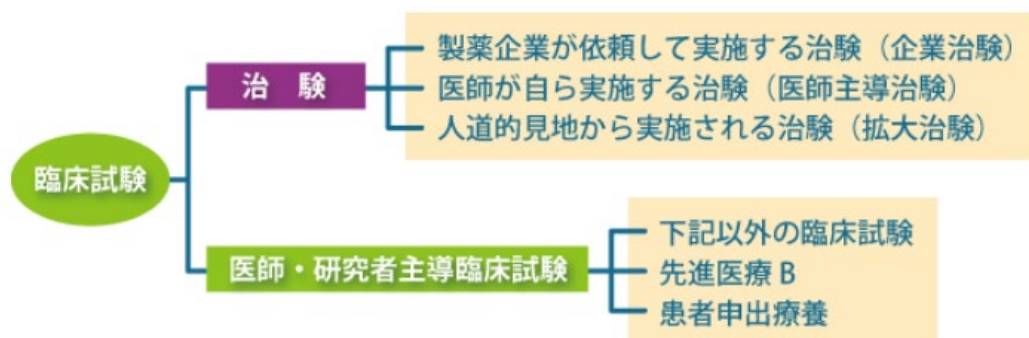 製薬企業が依頼して実施する治験（企業治験）
治　験
医師が自ら実施する治験（医師主導治験）
人道的見地から実施される治験（拡大治験）
臨床試験
下記以外の臨床試験
医師・研究者主導臨床試験
先進医療 B
患者申出療養